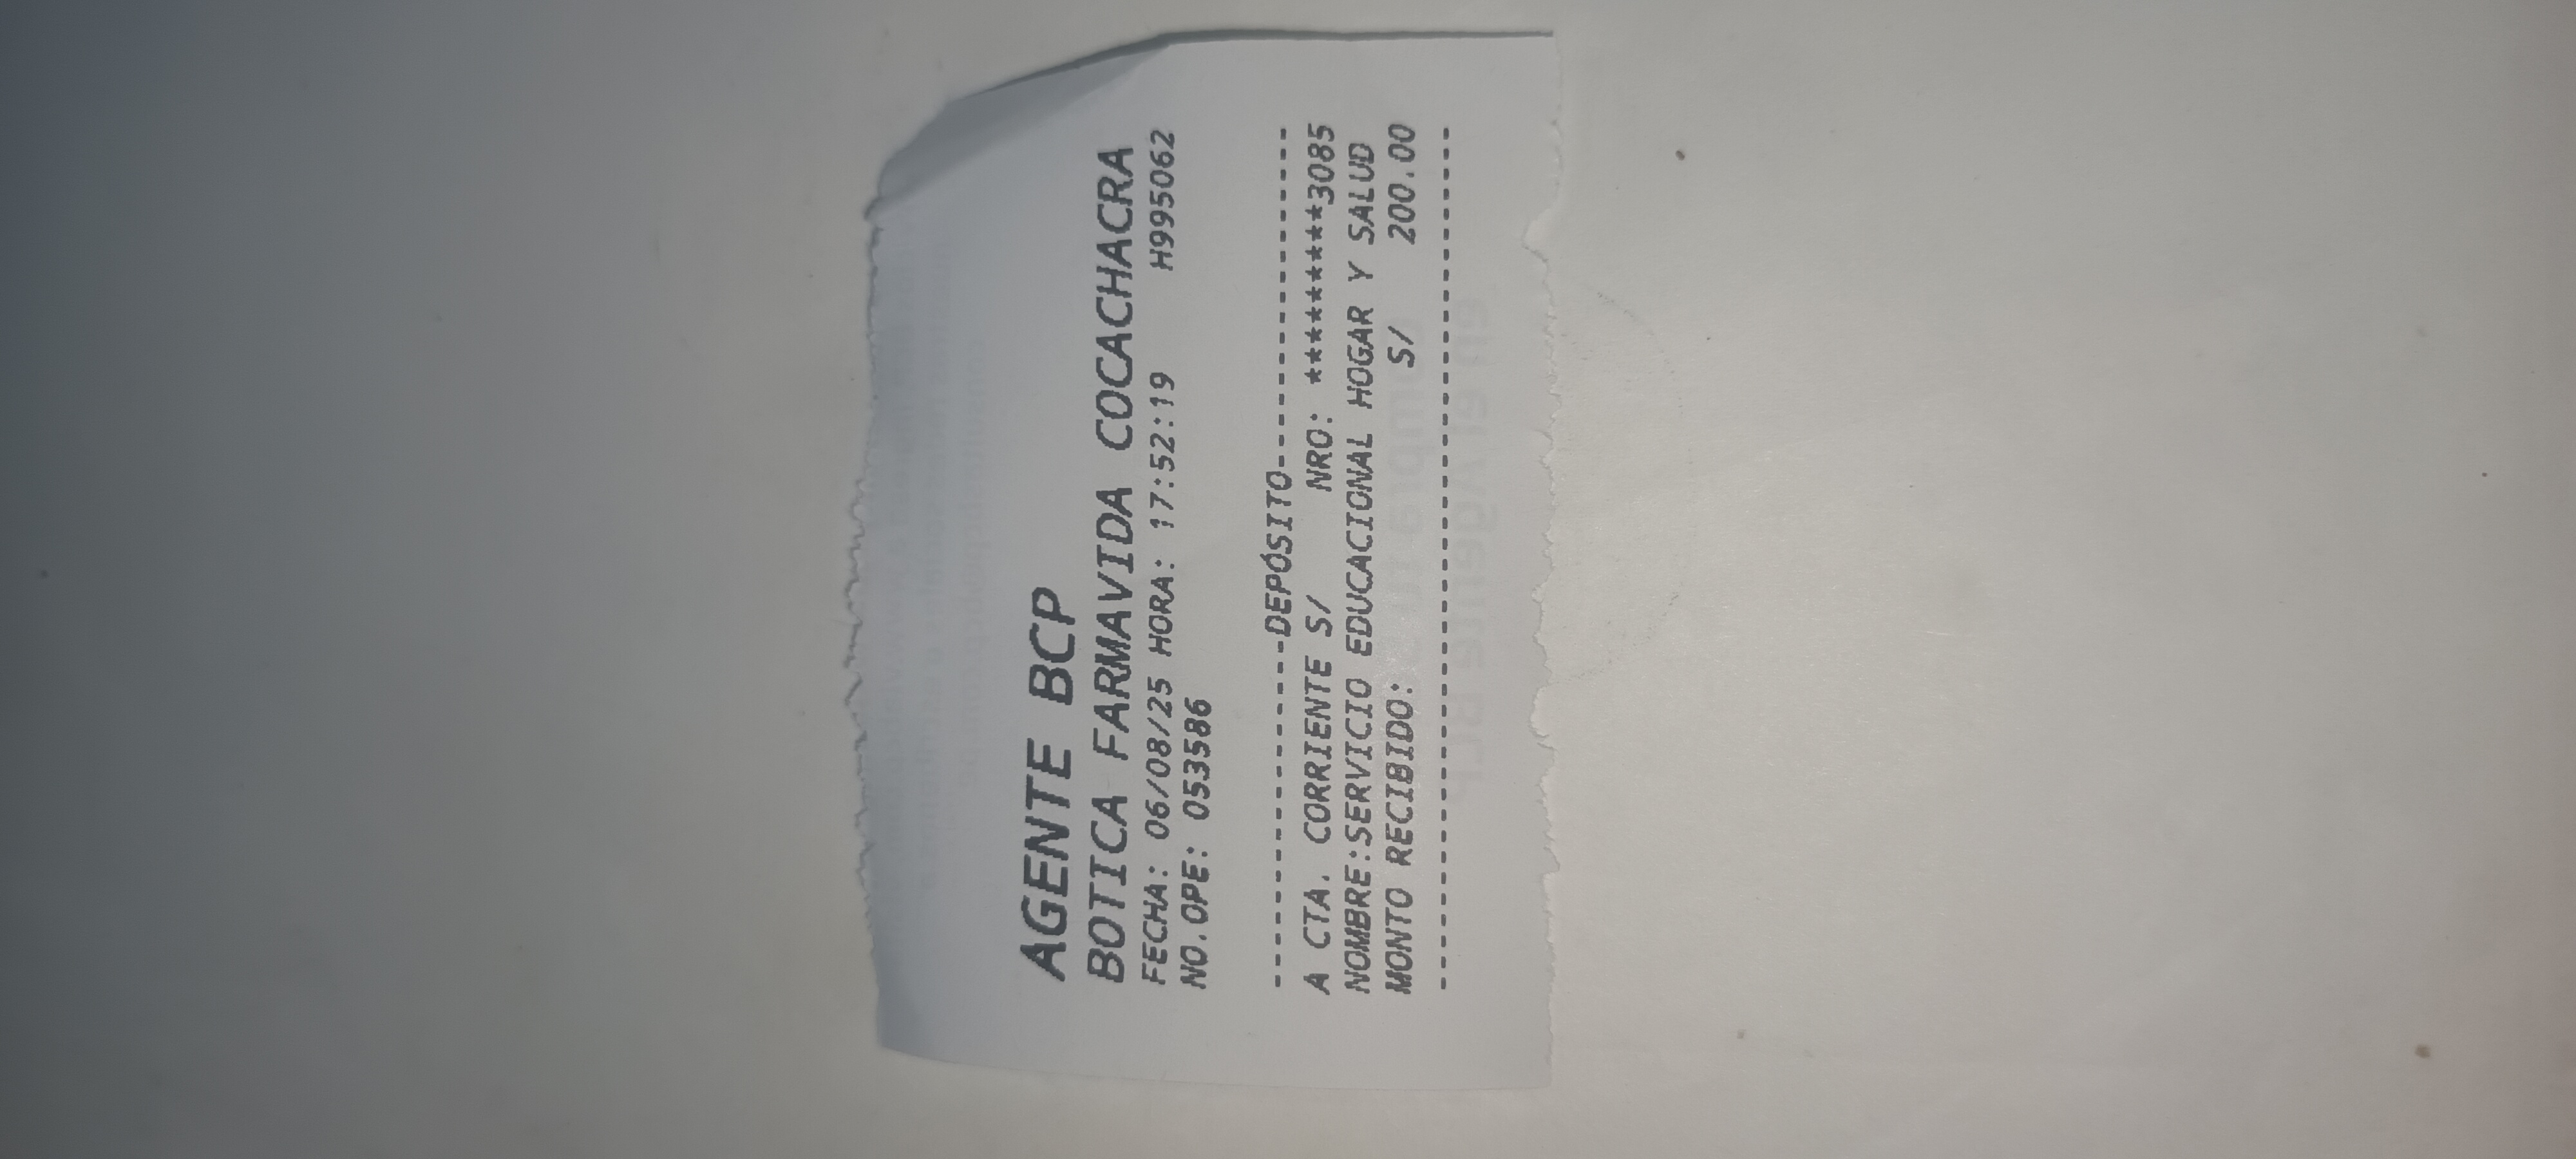 AGENTE BCP
BOTICA FARMAVIDA COCACHACRA
FECHA: 06/08/25 HORA: 17:52:19 H995062
NO.OPE: 053586
------------------DEPÓSITO------------------
A CTA. CORRIENTE S/ NRO: *********3085
NOMBRE:SERVICIO EDUCACIONAL HOGAR Y SALUD
MONTO RECIBIDO: S/ 200.00
--------------------------------------------